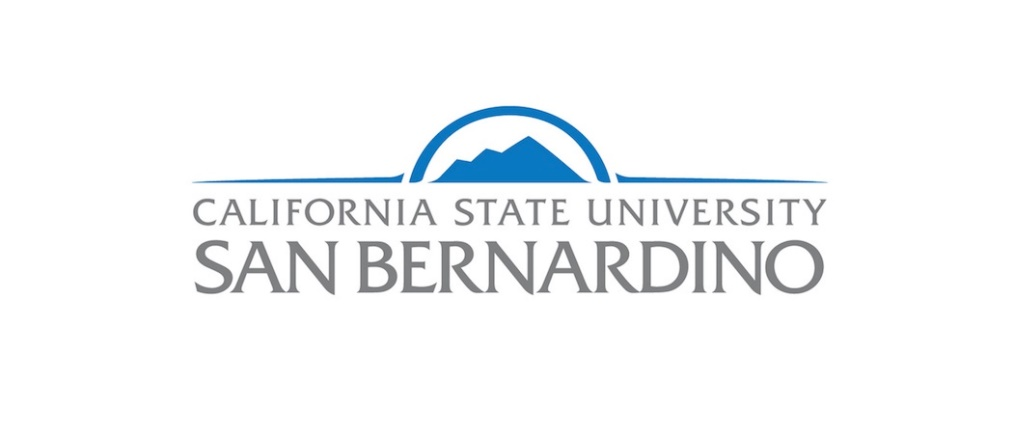 CALIFORNIA STATE UNIVERSITY
SAN BERNARDINO